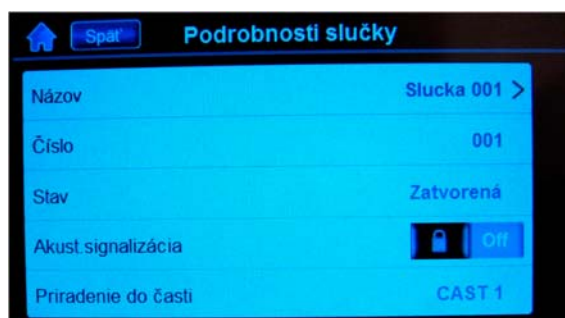 Späť Podrobnosti slučky
Názov Slucka 001 >
Číslo 001
Stav Zatvorená
Akust.signalizácia Off
Priradenie do časti CAST 1